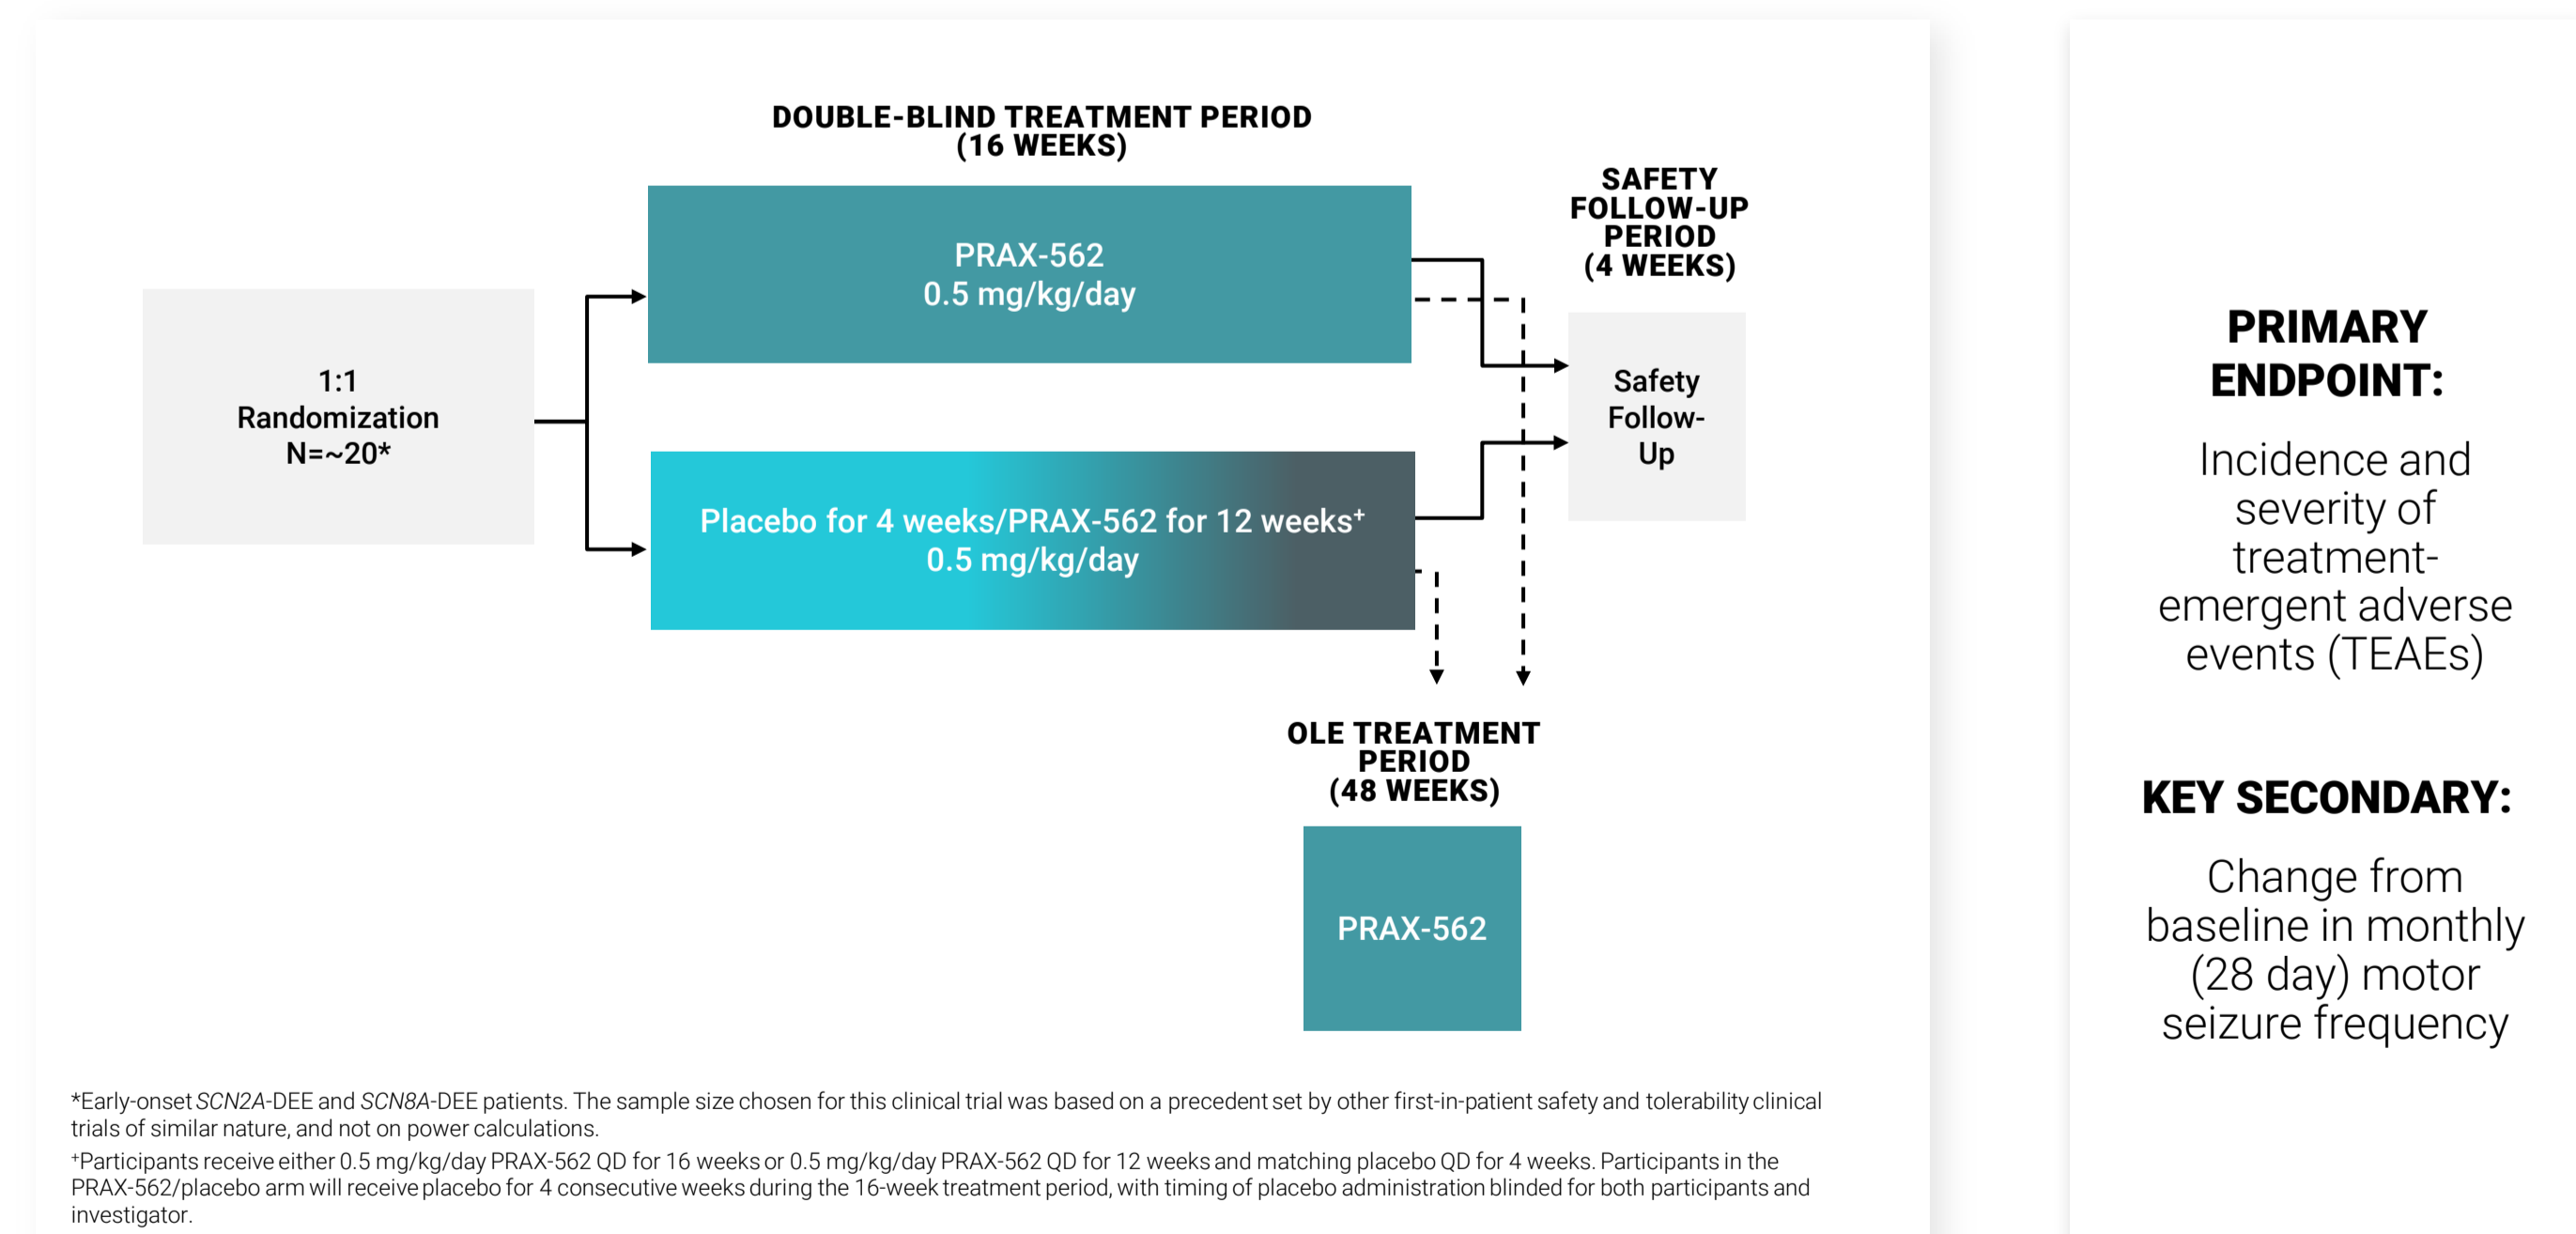 DOUBLE-BLIND TREATMENT PERIOD
(16 WEEKS)
SAFETY
FOLLOW-UP
PERIOD
(4 WEEKS)
1:1
Randomization
N=~20*
PRAX-562
0.5 mg/kg/day
Placebo for 4 weeks/PRAX-562 for 12 weeks⁺
0.5 mg/kg/day
Safety
Follow-
Up
OLE TREATMENT
PERIOD
(48 WEEKS)
PRAX-562
*Early-onset SCN2A-DEE and SCN8A-DEE patients. The sample size chosen for this clinical trial was based on a precedent set by other first-in-patient safety and tolerability clinical
trials of similar nature, and not on power calculations.
⁺Participants receive either 0.5 mg/kg/day PRAX-562 QD for 16 weeks or 0.5 mg/kg/day PRAX-562 QD for 12 weeks and matching placebo QD for 4 weeks. Participants in the
PRAX-562/placebo arm will receive placebo for 4 consecutive weeks during the 16-week treatment period, with timing of placebo administration blinded for both participants and
investigator.
PRIMARY
ENDPOINT:
Incidence and
severity of
treatment-
emergent adverse
events (TEAEs)
KEY SECONDARY:
Change from
baseline in monthly
(28 day) motor
seizure frequency